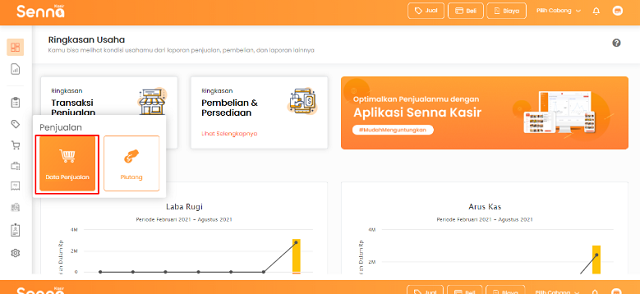 Senna
Jual
Beli
Biaya
Pilih Cabang
Ringkasan Usaha
Kamu bisa melihat kondisi usahamu dari laporan penjualan, pembelian, dan laporan lainnya
Ringkasan
Transaksi
Penjualan
Ringkasan
Pembelian &
Persediaan
Lihat Selengkapnya
Optimalkan Penjualanmu dengan
Aplikasi Senna Kasir
#MudahMenguntungkan
Penjualan
Data Penjualan
Piutang
Laba Rugi
Periode Februari 2021 - Agustus 2021
4M
2M
0
Arus Kas
Periode Februari 2021 - Agustus 2021
4M
2M
Senna
Jual
Beli
Biaya
Pilih Cabang